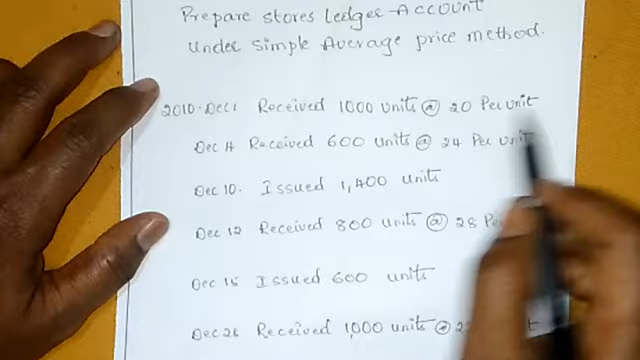 Prepare stores Ledger Account
Under Simple Average price method.
2010. Dec 1 Received 1000 units @ 20 Per unit
Dec 4 Received 600 units @ 24 Per unit
Dec 10. Issued 1,400 units
Dec 12 Received 800 units @ 28
Dec 15 Issued 600 units
Dec 26 Received 1,000 units @